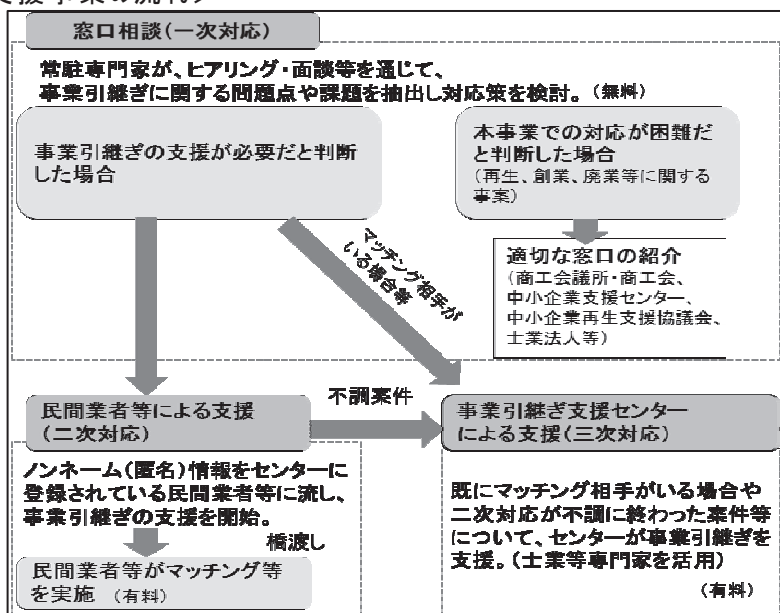 窓口相談(一次対応)
常駐専門家が、ヒアリング・面談等を通じて、
事業引継ぎに関する問題点や課題を抽出し対応策を検討。(無料)
事業引継ぎの支援が必要だと判断
した場合
本事業での対応が困難だ
と判断した場合
(再生、創業、廃業等に関する
事案)
マッチング相手が
いる場合等
適切な窓口の紹介
(商工会議所・商工会、
中小企業支援センター、
中小企業再生支援協議会、
士業法人等)
民間業者等による支援
(二次対応)
不調案件
事業引継ぎ支援センター
による支援(三次対応)
ノンネーム(匿名)情報をセンターに
登録されている民間業者等に流し、
事業引継ぎの支援を開始。
橋渡し
民間業者等がマッチング等
を実施 (有料)
既にマッチング相手がいる場合や
二次対応が不調に終わった案件等
について、センターが事業引継ぎを
支援。(士業等専門家を活用)
(有料)